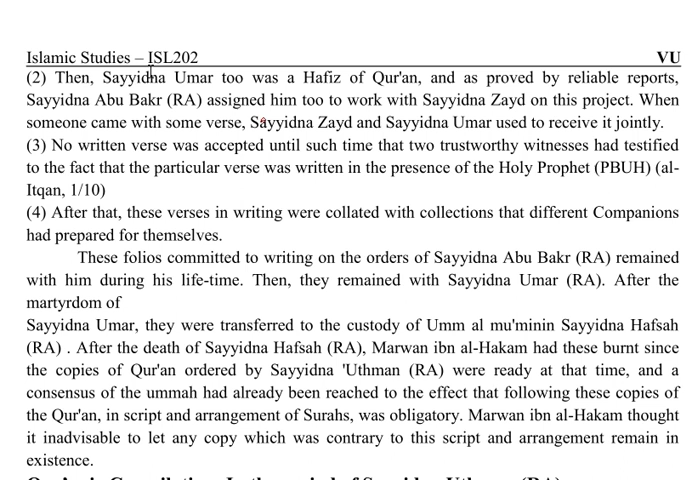 Islamic Studies – ISL202 VU
(2) Then, Sayyidna Umar too was a Hafiz of Qur'an, and as proved by reliable reports,
Sayyidna Abu Bakr (RA) assigned him too to work with Sayyidna Zayd on this project. When
someone came with some verse, Sayyidna Zayd and Sayyidna Umar used to receive it jointly.
(3) No written verse was accepted until such time that two trustworthy witnesses had testified
to the fact that the particular verse was written in the presence of the Holy Prophet (PBUH) (al-
Itqan, 1/10)
(4) After that, these verses in writing were collated with collections that different Companions
had prepared for themselves.
These folios committed to writing on the orders of Sayyidna Abu Bakr (RA) remained
with him during his life-time. Then, they remained with Sayyidna Umar (RA). After the
martyrdom of
Sayyidna Umar, they were transferred to the custody of Umm al mu'minin Sayyidna Hafsah
(RA) . After the death of Sayyidna Hafsah (RA), Marwan ibn al-Hakam had these burnt since
the copies of Qur'an ordered by Sayyidna 'Uthman (RA) were ready at that time, and a
consensus of the ummah had already been reached to the effect that following these copies of
the Qur'an, in script and arrangement of Surahs, was obligatory. Marwan ibn al-Hakam thought
it inadvisable to let any copy which was contrary to this script and arrangement remain in
existence.